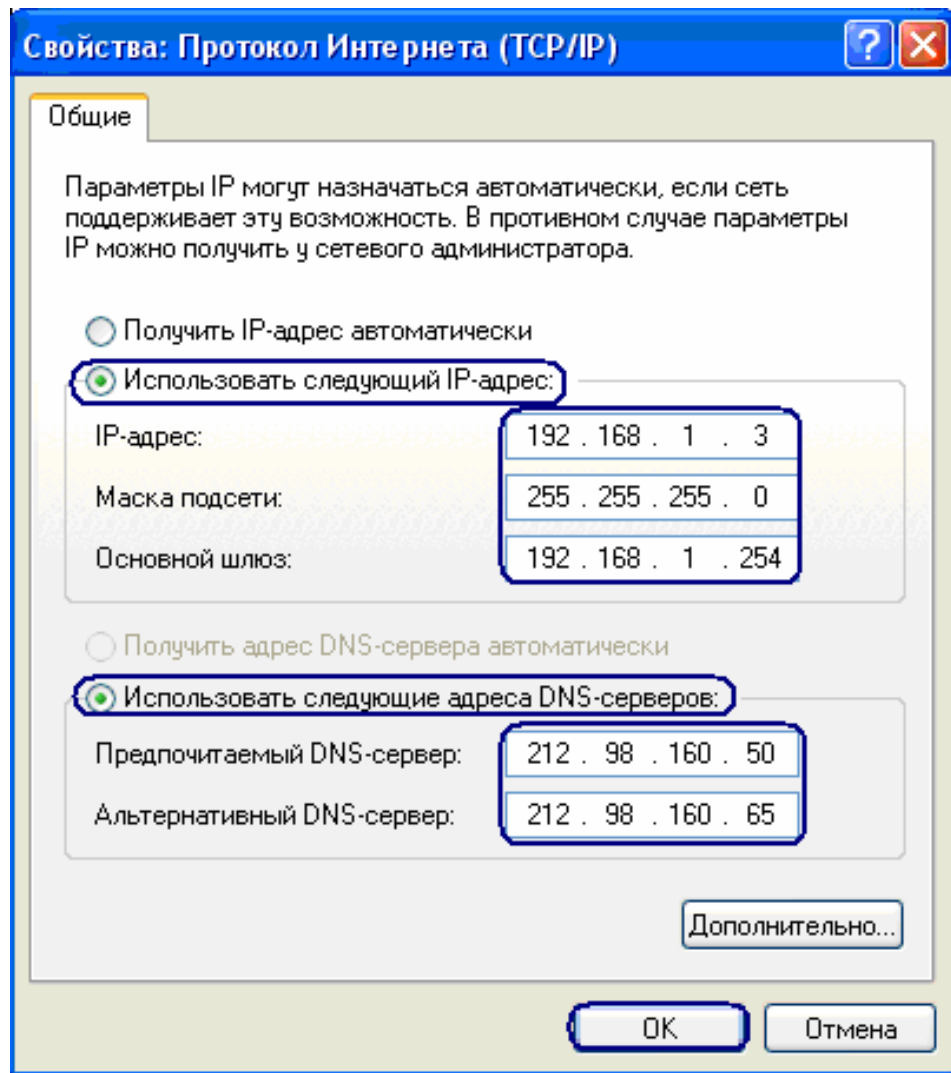 Свойства: Протокол Интернета (TCP/IP)
Общие
Параметры IP могут назначаться автоматически, если сеть
поддерживает эту возможность. В противном случае параметры
IP можно получить у сетевого администратора.
Получить IP-адрес автоматически
Использовать следующий IP-адрес:
IP-адрес: 192 . 168 . 1 . 3
Маска подсети: 255 . 255 . 255 . 0
Основной шлюз: 192 . 168 . 1 . 254
Получить адрес DNS-сервера автоматически
Использовать следующие адреса DNS-серверов:
Предпочитаемый DNS-сервер: 212 . 98 . 160 . 50
Альтернативный DNS-сервер: 212 . 98 . 160 . 65
Дополнительно...
OK Отмена